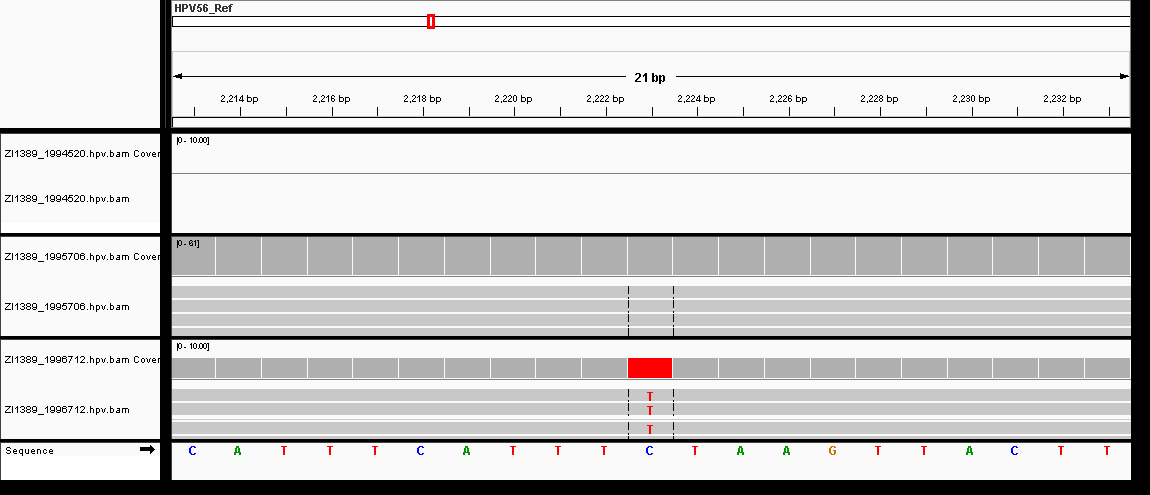 HPV56_Ref
21 bp
2,214 bp 2,216 bp 2,218 bp 2,220 bp 2,222 bp 2,224 bp 2,226 bp 2,228 bp 2,230 bp 2,232 bp
[0 - 10.00]
ZI1389_1994520.hpv.bam Cover
ZI1389_1994520.hpv.bam
[0 - 61]
ZI1389_1995706.hpv.bam Cover
ZI1389_1995706.hpv.bam
[0 - 10.00]
ZI1389_1996712.hpv.bam Cover
T
ZI1389_1996712.hpv.bam T
T
Sequence C A T T T C A T T T C T A A G T T A C T T